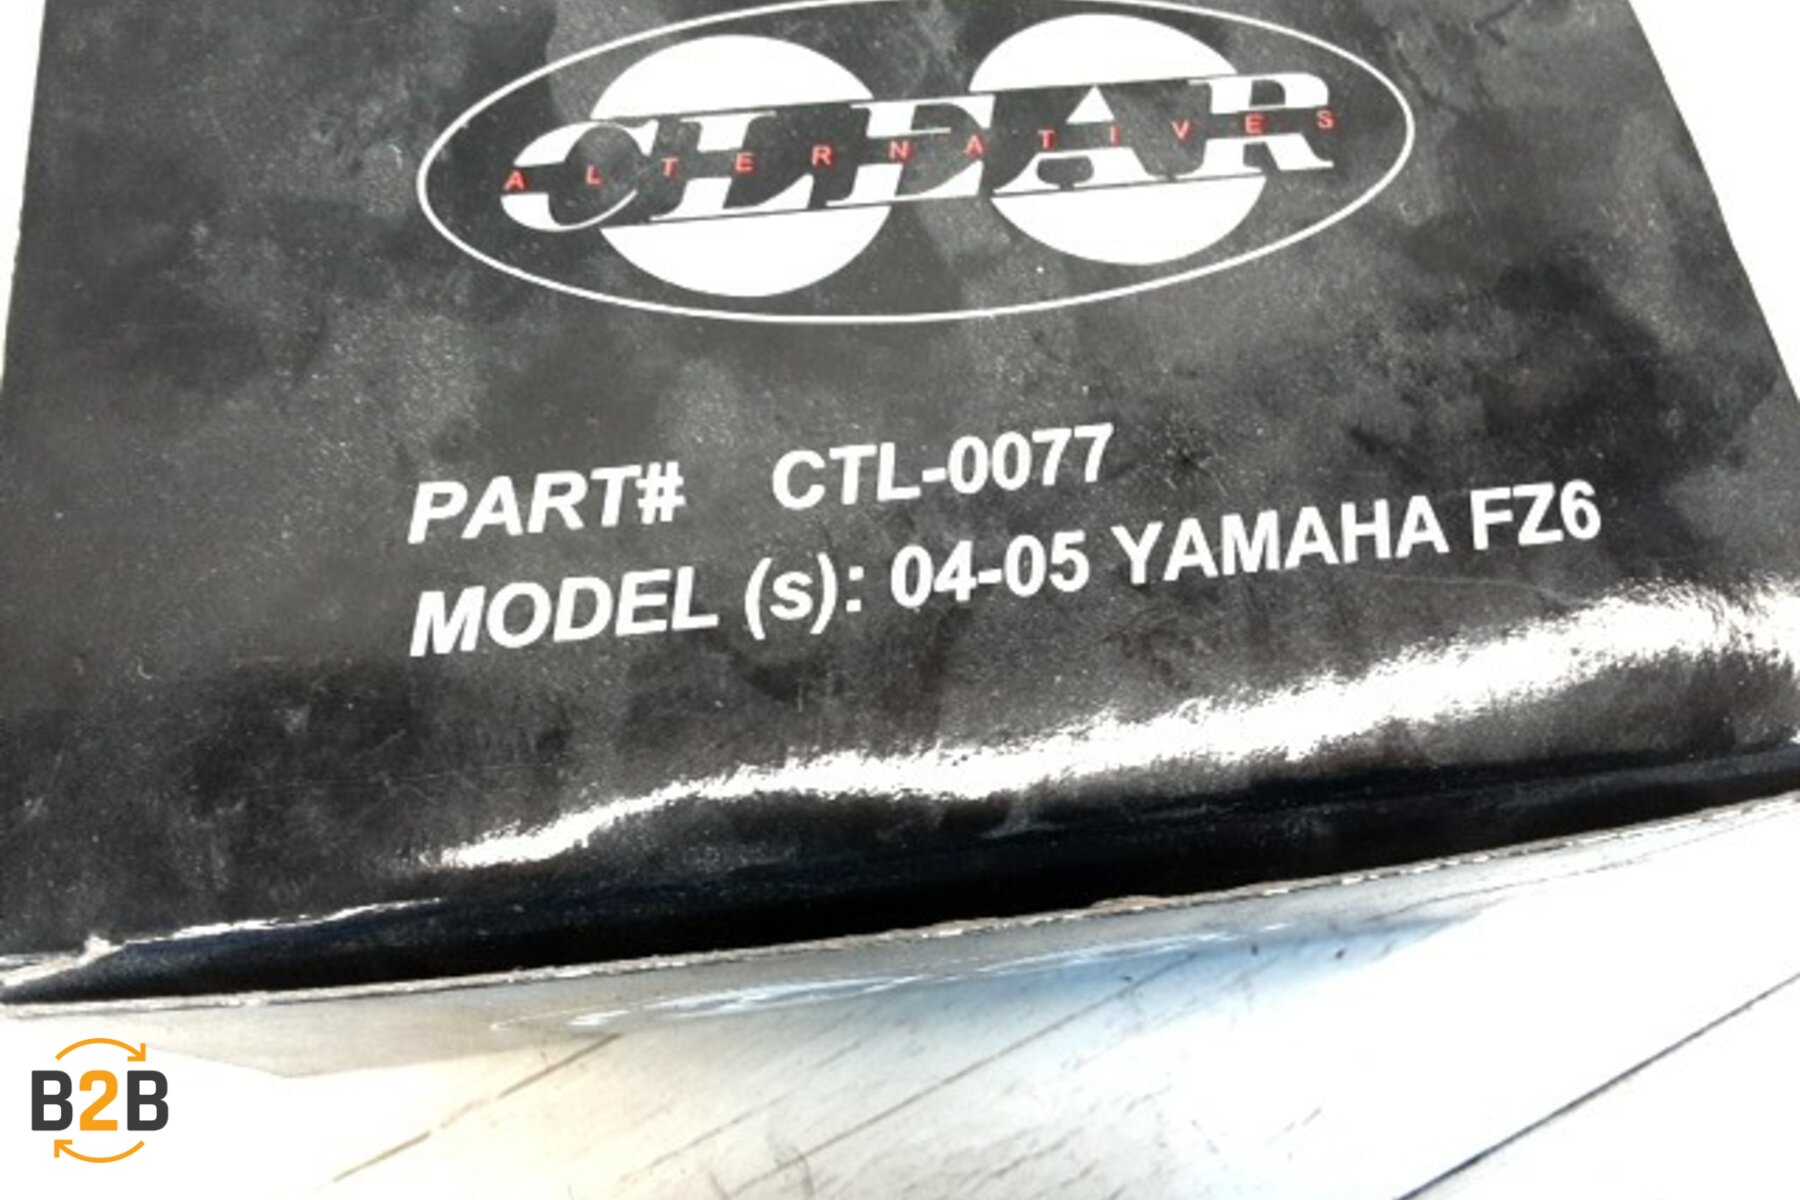 CLEAR
ALTERNATIVES
PART# CTL-0077
MODEL (s): 04-05 YAMAHA FZ6
B2B